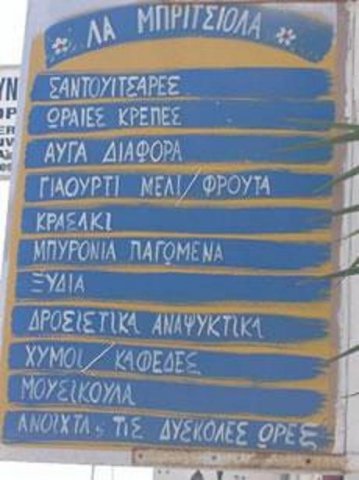 ΛΑ ΜΠΡΙΤΣΙΟΛΑ
ΣΑΝΤΟΥΙΤΣΑΡΕΣ
ΩΡΑΙΕΣ ΚΡΕΠΕΣ
ΑΥΓΑ ΔΙΑΦΟΡΑ
ΓΙΑΟΥΡΤΙ ΜΕΛΙ/ΦΡΟΥΤΑ
ΚΡΑΣΑΚΙ
ΜΠΥΡΟΝΙΑ ΠΑΓΩΜΕΝΑ
ΞΥΔΙΑ
ΔΡΟΣΙΣΤΙΚΑ ΑΝΑΨΥΚΤΙΚΑ
ΧΥΜΟΙ/ΚΑΦΕΔΕΣ
ΜΟΥΣΙΚΟΥΛΑ
ΑΝΟΙΧΤΑ, ΤΙΣ ΔΥΣΚΟΛΕΣ ΩΡΕΣ